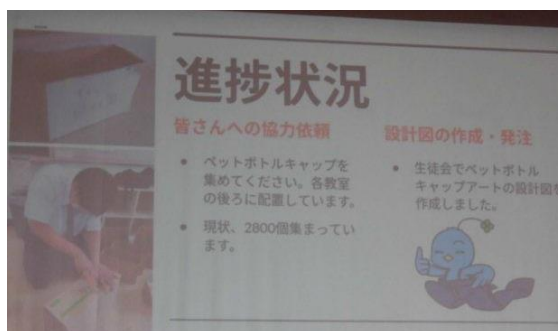 進捗状況
皆さんへの協力依頼
● ペットボトルキャップを
集めてください。各教室
の後ろに配置しています。
● 現状、2800個集まってい
ます。
設計図の作成・発注
● 生徒会でペットボトル
キャップアートの設計図を
作成しました。